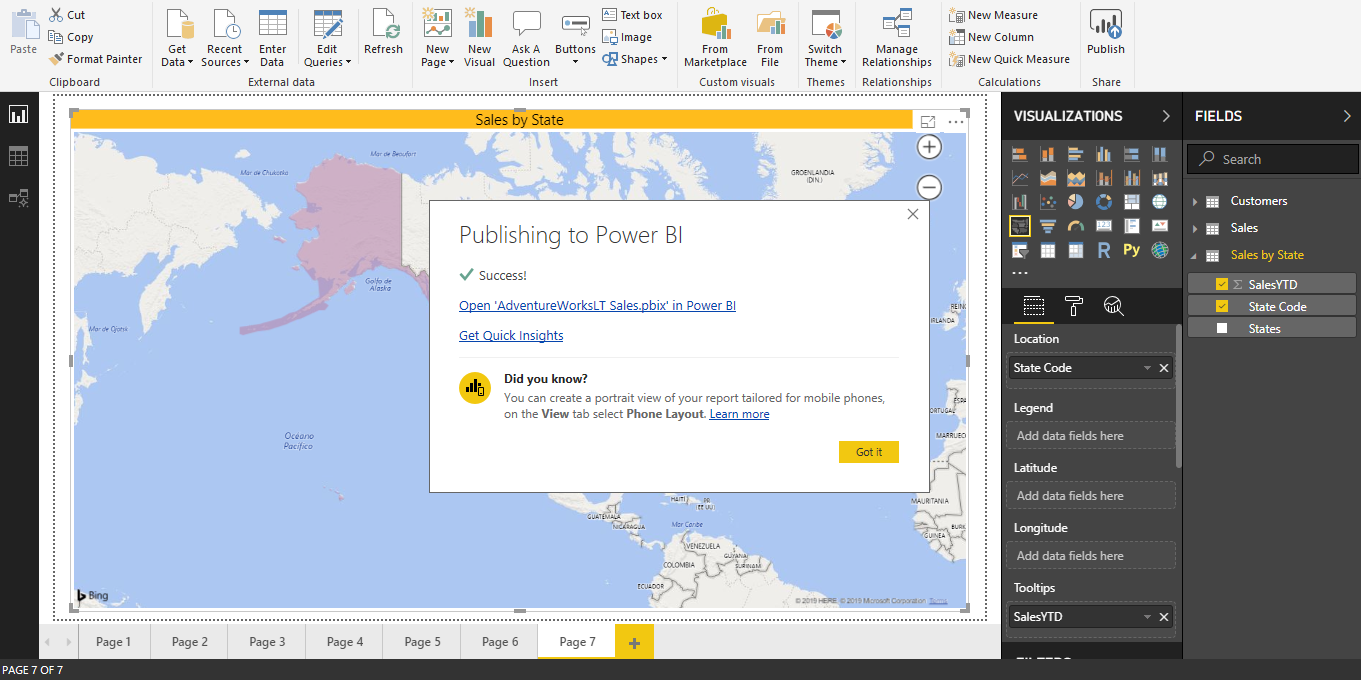 Paste
Cut
Copy
Format Painter
Clipboard
Get Data
Recent Sources
Enter Data
Edit Queries
Refresh
External data
New Page
New Visual
Ask A Question
Buttons
Text box
Image
Shapes
Insert
From Marketplace
From File
Custom visuals
Switch Theme
Themes
Manage Relationships
Relationships
New Measure
New Column
New Quick Measure
Calculations
Publish
Share
Sales by State
Mar de Beaufort
Mar de Chukotka
GROENLANDIA
(DIN.)
Golfo de
Alaska
Océano
Pacífico
HAITÍ
GUATEMALA
NICARAGUA
Mar Caribe
VENEZUELA
GUYANA
SURINAM
COLOMBIA
ECUADOR
MARRUEC
MAURITANIA
GUINEA
Bing
© 2019 HERE, © 2019 Microsoft Corporation Terms
Publishing to Power BI
Success!
Open 'AdventureWorksLT Sales.pbix' in Power BI
Get Quick Insights
Did you know?
You can create a portrait view of your report tailored for mobile phones,
on the View tab select Phone Layout. Learn more
Got it
VISUALIZATIONS
R
Py
Location
State Code
Legend
Add data fields here
Latitude
Add data fields here
Longitude
Add data fields here
Tooltips
SalesYTD
FIELDS
Search
Customers
Sales
Sales by State
Σ SalesYTD
State Code
States
Page 1
Page 2
Page 3
Page 4
Page 5
Page 6
Page 7
PAGE 7 OF 7